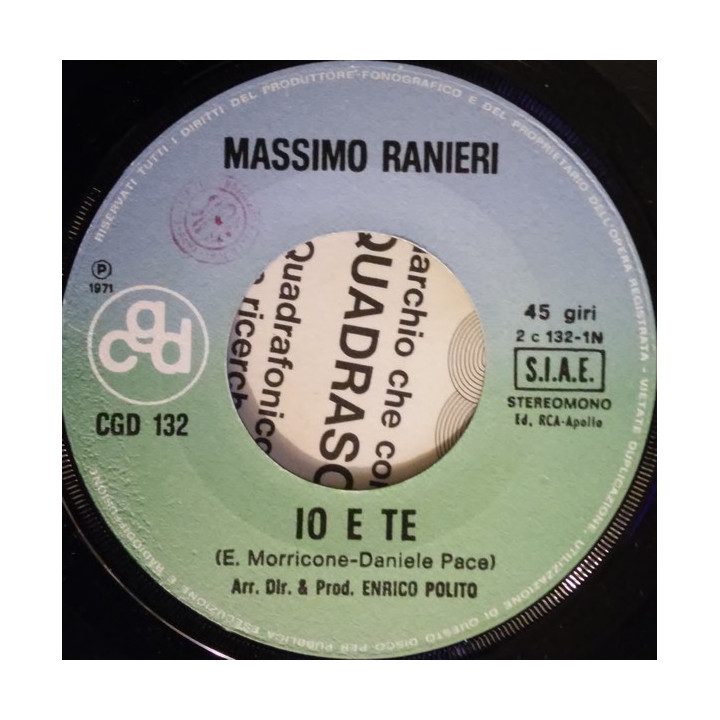 RISERVATI TUTTI I DIRITTI DEL PRODUTTORE FONOGRAFICO E DEL PROPRIETARIO DELL'OPERA REGISTRATA - VIETATE DUPLICAZIONE, UTILIZZAZIONE DI QUESTO DISCO PER PUBBLICA ESECUZIONE E RADIODIFFUSIONE
MASSIMO RANIERI
℗
1971
cgd
CGD 132
45 giri
2 c 132-1N
S.I.A.E.
STEREOMONO
Ed. RCA-Apollo
archio che co
QUADRASO
Quadrafonico
ricerch
IO E TE
(E. Morricone-Daniele Pace)
Arr. Dir. & Prod. ENRICO POLITO